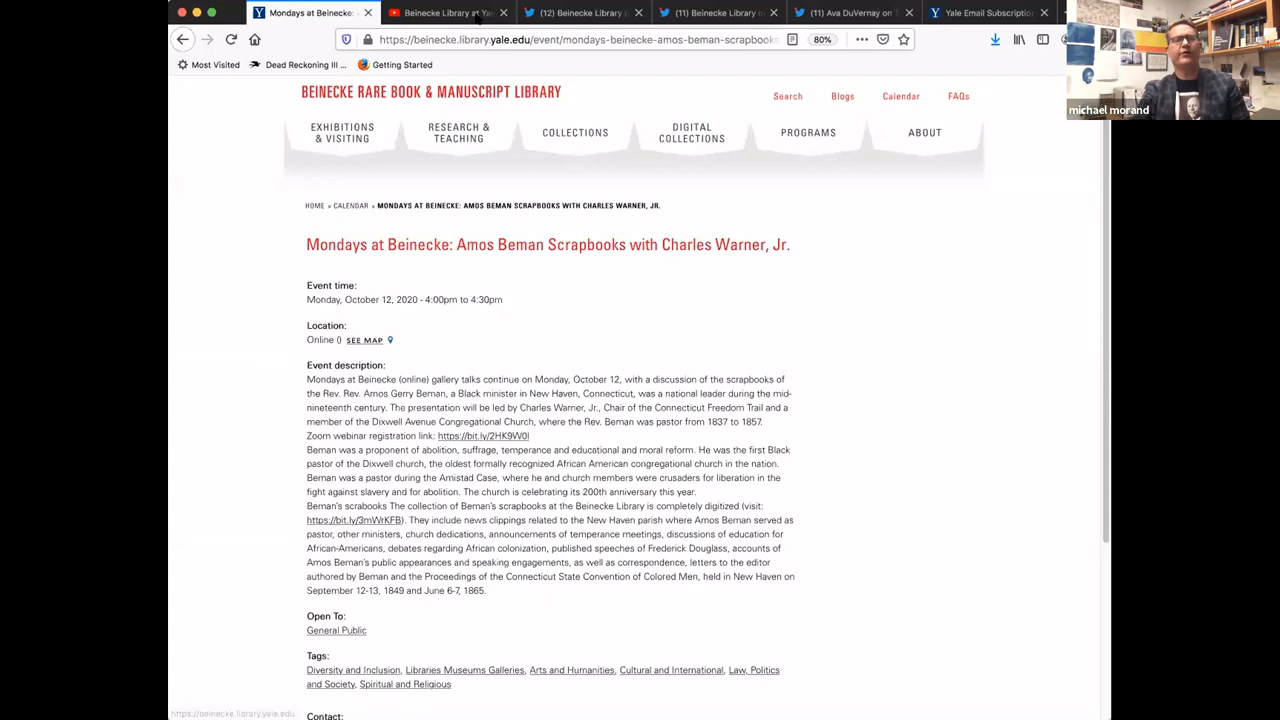 Mondays at Beinecke:
Beinecke Library at Yal
(12) Beinecke Library
(11) Beinecke Library
(11) Ava DuVernay on
Yale Email Subscription
https://beinecke.library.yale.edu/event/mondays-beinecke-amos-beman-scrapbooks
80%
Most Visited
Dead Reckoning III ...
Getting Started
michael morand
BEINECKE RARE BOOK & MANUSCRIPT LIBRARY
Search
Blogs
Calendar
FAQs
EXHIBITIONS
& VISITING
RESEARCH &
TEACHING
COLLECTIONS
DIGITAL
COLLECTIONS
PROGRAMS
ABOUT
HOME » CALENDAR » MONDAYS AT BEINECKE: AMOS BEMAN SCRAPBOOKS WITH CHARLES WARNER, JR.
Mondays at Beinecke: Amos Beman Scrapbooks with Charles Warner, Jr.
Event time:
Monday, October 12, 2020 - 4:00pm to 4:30pm
Location:
Online () SEE MAP
Event description:
Mondays at Beinecke (online) gallery talks continue on Monday, October 12, with a discussion of the scrapbooks of
the Rev. Rev. Amos Gerry Beman, a Black minister in New Haven, Connecticut, was a national leader during the mid-
nineteenth century. The presentation will be led by Charles Warner, Jr., Chair of the Connecticut Freedom Trail and a
member of the Dixwell Avenue Congregational Church, where the Rev. Beman was pastor from 1837 to 1857.
Zoom webinar registration link: https://bit.ly/2HK9W0l
Beman was a proponent of abolition, suffrage, temperance and educational and moral reform. He was the first Black
pastor of the Dixwell church, the oldest formally recognized African American congregational church in the nation.
Beman was a pastor during the Amistad Case, where he and church members were crusaders for liberation in the
fight against slavery and for abolition. The church is celebrating its 200th anniversary this year.
Beman's scrabooks The collection of Beman's scrapbooks at the Beinecke Library is completely digitized (visit:
https://bit.ly/3mWrKFB). They include news clippings related to the New Haven parish where Amos Beman served as
pastor, other ministers, church dedications, announcements of temperance meetings, discussions of education for
African-Americans, debates regarding African colonization, published speeches of Frederick Douglass, accounts of
Amos Beman's public appearances and speaking engagements, as well as correspondence, letters to the editor
authored by Beman and the Proceedings of the Connecticut State Convention of Colored Men, held in New Haven on
September 12-13, 1849 and June 6-7, 1865.
Open To:
General Public
Tags:
Diversity and Inclusion, Libraries Museums Galleries, Arts and Humanities, Cultural and International, Law, Politics
and Society, Spiritual and Religious
Contact:
https://beinecke.library.yale.edu